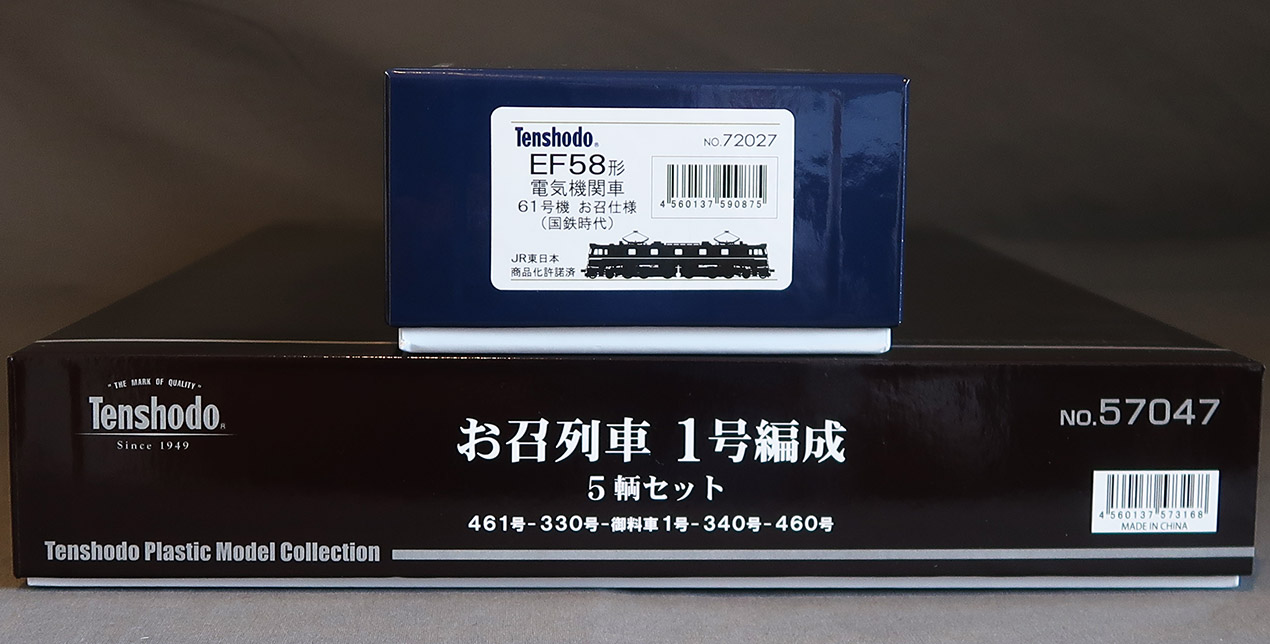 Tenshodo®
NO.72027
EF58形
電気機関車
61号機 お召仕様
(国鉄時代)
4 560137 590875
JR東日本
商品化許諾済
"THE MARK OF QUALITY"
Tenshodo®
Since 1949
お召列車 1号編成
5輌セット
461号-330号-御料車1号-340号-460号
NO.57047
4 560137 573168
MADE IN CHINA
Tenshodo Plastic Model Collection